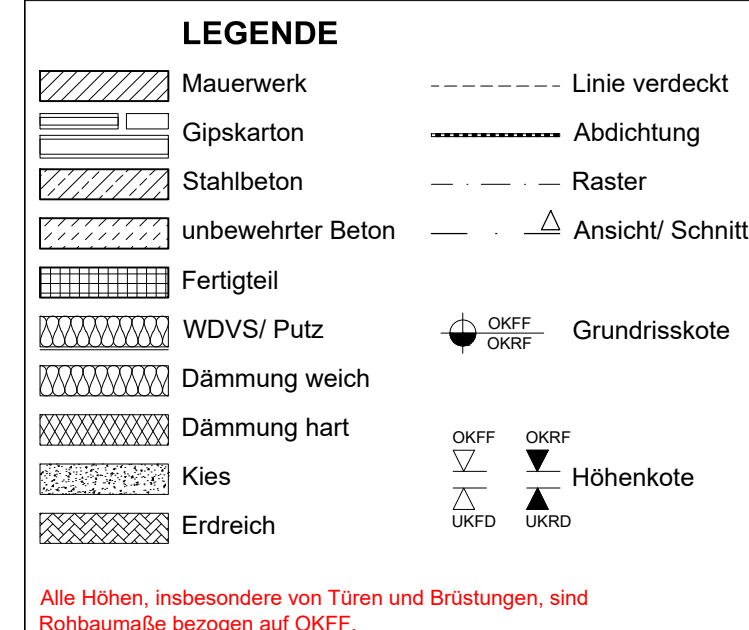 LEGENDE
Mauerwerk
Gipskarton
Stahlbeton
unbewehrter Beton
Fertigteil
WDVS/ Putz
Dämmung weich
Dämmung hart
Kies
Erdreich
Linie verdeckt
Abdichtung
Raster
Ansicht/ Schnitt
OKFF
OKRF
Grundrisskote
OKFF OKRF
Höhenkote
UKFD UKRD
Alle Höhen, insbesondere von Türen und Brüstungen, sind
Rohbaumaße bezogen auf OKFF.